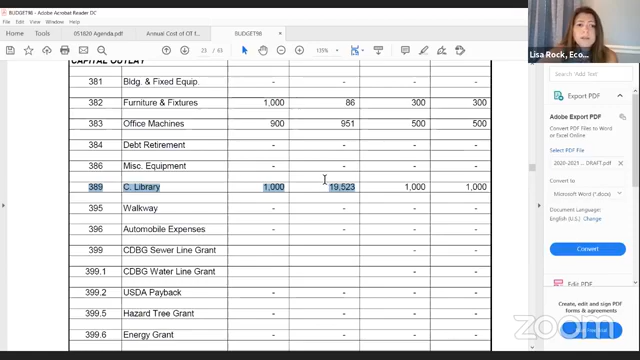 BUDGET96 - Adobe Acrobat Reader DC
File Edit View Window Help
051820 Agenda.pdf
Annual Cost of OT f
BUDGET96
23 / 63
135%
CAPITAL OUTLAY
381 Bldg. & Fixed Equip. - - - -
382 Furniture & Fixtures 1,000 86 300 300
383 Office Machines 900 951 500 500
384 Debt Retirement - - - -
386 Misc. Equipment - - - -
389 C. Library 1,000 19,523 1,000 1,000
395 Walkway - - - -
396 Automobile Expenses - - - -
399 CDBG Sewer Line Grant - -
399.1 CDBG Water Line Grant - -
399.2 USDA Payback - - - -
399.5 Hazard Tree Grant - - - -
399.6 Energy Grant - - - -
Lisa Rock, Eco...
Search 'Add Text'
Export PDF
Adobe Export PDF
Convert PDF Files to Word
or Excel Online
Select PDF File
2020-2021 ... DRAFT.pdf
Convert to
Microsoft Word (*.docx)
Document Language:
English (U.S.) Change
Convert
Edit PDF
Create, edit and sign PDF
forms & agreements
zoom